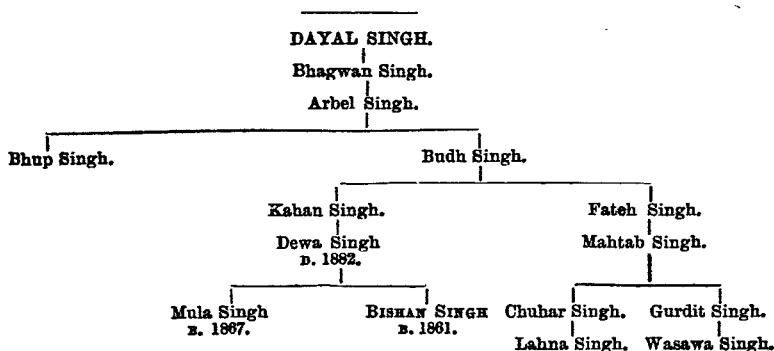 DAYAL SINGH.
Bhagwan Singh.
Arbel Singh.
Bhup Singh. Budh Singh.
Kahan Singh. Fateh Singh.
Dewa Singh Mahtab Singh.
D. 1882.
Mula Singh BISHAN SINGH Chuhar Singh. Gurdit Singh.
B. 1867. B. 1861.
Lahna Singh. Wasawa Singh.